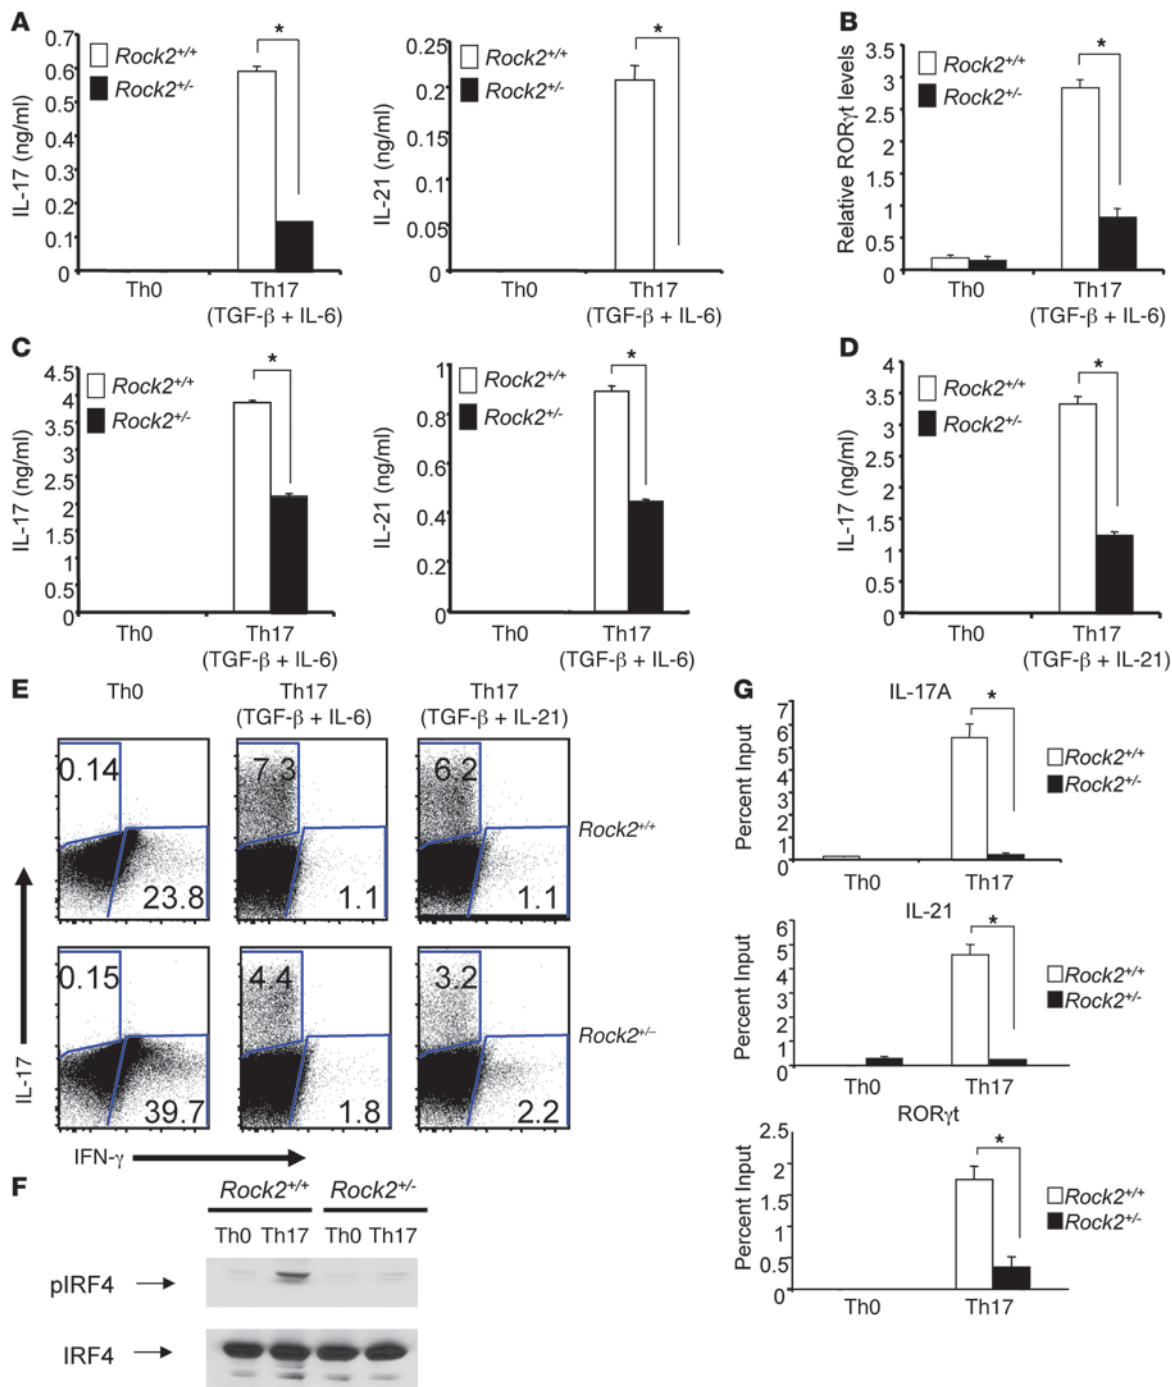 A
0.7
0.6
0.5
0.4
0.3
0.2
0.1
0
IL-17 (ng/ml)
Rock2+/+
Rock2+/-
*
Th0
Th17
(TGF-β + IL-6)
0.25
0.2
0.15
0.1
0.05
0
IL-21 (ng/ml)
Rock2+/+
Rock2+/-
*
Th0
Th17
(TGF-β + IL-6)
B
3.5
3
2.5
2
1.5
1
0.5
0
Relative RORγt levels
Rock2+/+
Rock2+/-
*
Th0
Th17
(TGF-β + IL-6)
C
4.5
4
3.5
3
2.5
2
1.5
1
0.5
0
IL-17 (ng/ml)
Rock2+/+
Rock2+/-
*
Th0
Th17
(TGF-β + IL-6)
1
0.8
0.6
0.4
0.2
0
IL-21 (ng/ml)
Rock2+/+
Rock2+/-
*
Th0
Th17
(TGF-β + IL-6)
D
4
3.5
3
2.5
2
1.5
1
0.5
0
IL-17 (ng/ml)
Rock2+/+
Rock2+/-
*
Th0
Th17
(TGF-β + IL-21)
E
Th0
Th17
(TGF-β + IL-6)
Th17
(TGF-β + IL-21)
0.14
23.8
7.3
1.1
6.2
1.1
Rock2+/+
0.15
39.7
4.4
1.8
3.2
2.2
Rock2+/−
IL-17
IFN-γ
F
Rock2+/+
Rock2+/-
Th0 Th17 Th0 Th17
pIRF4
IRF4
G
IL-17A
7
6
5
4
3
2
1
0
Percent Input
*
Rock2+/+
Rock2+/-
Th0
Th17
IL-21
6
5
4
3
2
1
0
Percent Input
*
Rock2+/+
Rock2+/-
Th0
Th17
RORγt
2.5
2
1.5
1
0.5
0
Percent Input
*
Rock2+/+
Rock2+/-
Th0
Th17